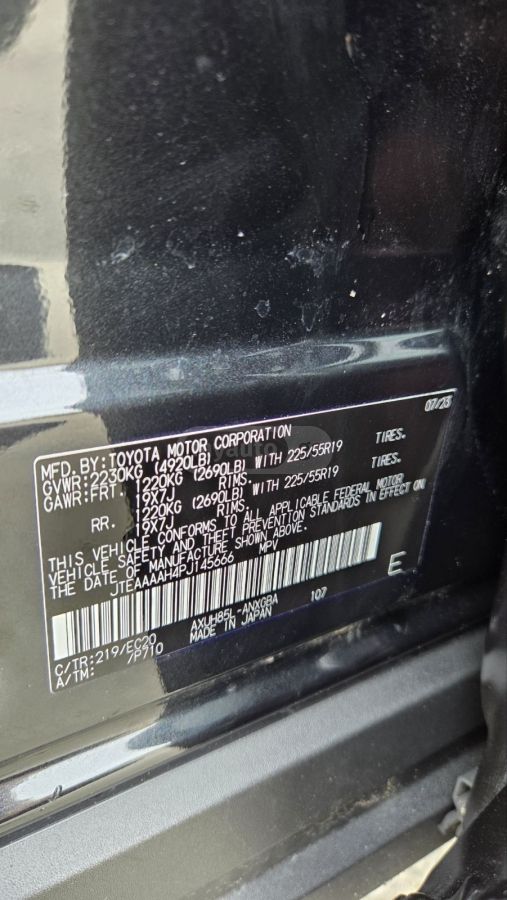 07/23
MFD. BY: TOYOTA MOTOR CORPORATION
GVWR: 2230KG (4920LB)
GAWR: FRT. 1220KG (2690LB) WITH 225/55R19 TIRES.
19X7J RIMS,
RR. 1220KG (2690LB) WITH 225/55R19 TIRES.
19X7J RIMS,
THIS VEHICLE CONFORMS TO ALL APPLICABLE FEDERAL MOTOR
VEHICLE SAFETY AND THEFT PREVENTION STANDARDS IN EFFECT ON
THE DATE OF MANUFACTURE SHOWN ABOVE.
JTEAAAAH4PJ145666 MPV
E
C/TR: 219/EC20 AXUH85L-ANXGBA 107
A/TM: /P710 MADE IN JAPAN